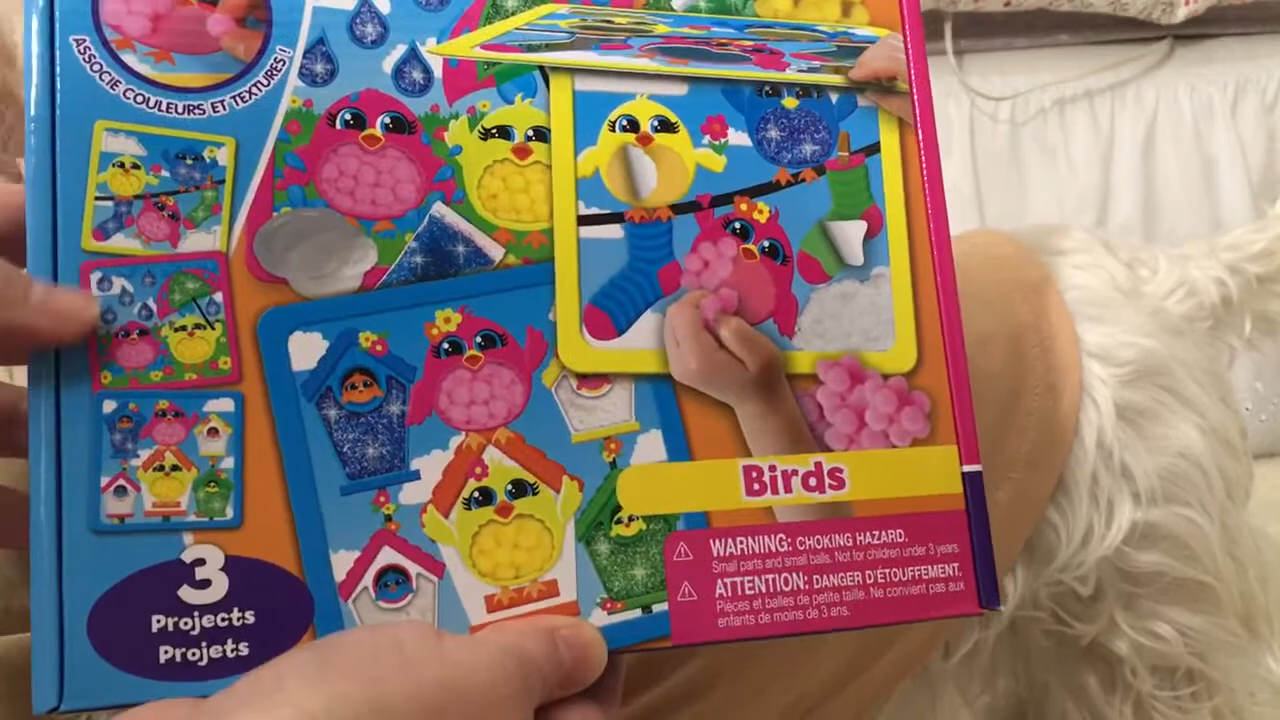 ASSOCIE COULEURS ET TEXTURES!
Birds
WARNING: CHOKING HAZARD.
Small parts and small balls. Not for children under 3 years.
ATTENTION: DANGER D'ÉTOUFFEMENT.
Pièces et balles de petite taille. Ne convient pas aux
enfants de moins de 3 ans.
3
Projects
Projets